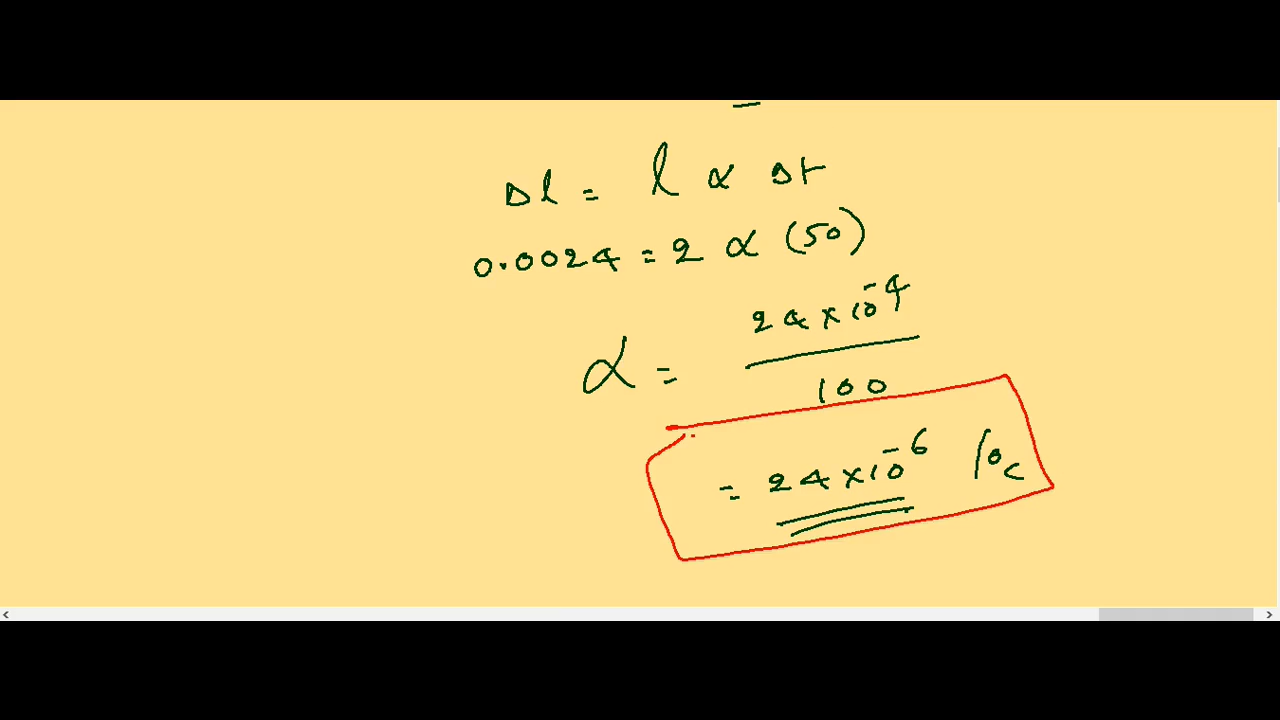 Δl = l α Δt
0.0024 = 2 α (50)
α = 24 × 10⁻⁴ / 100
= 24 × 10⁻⁶ /°C